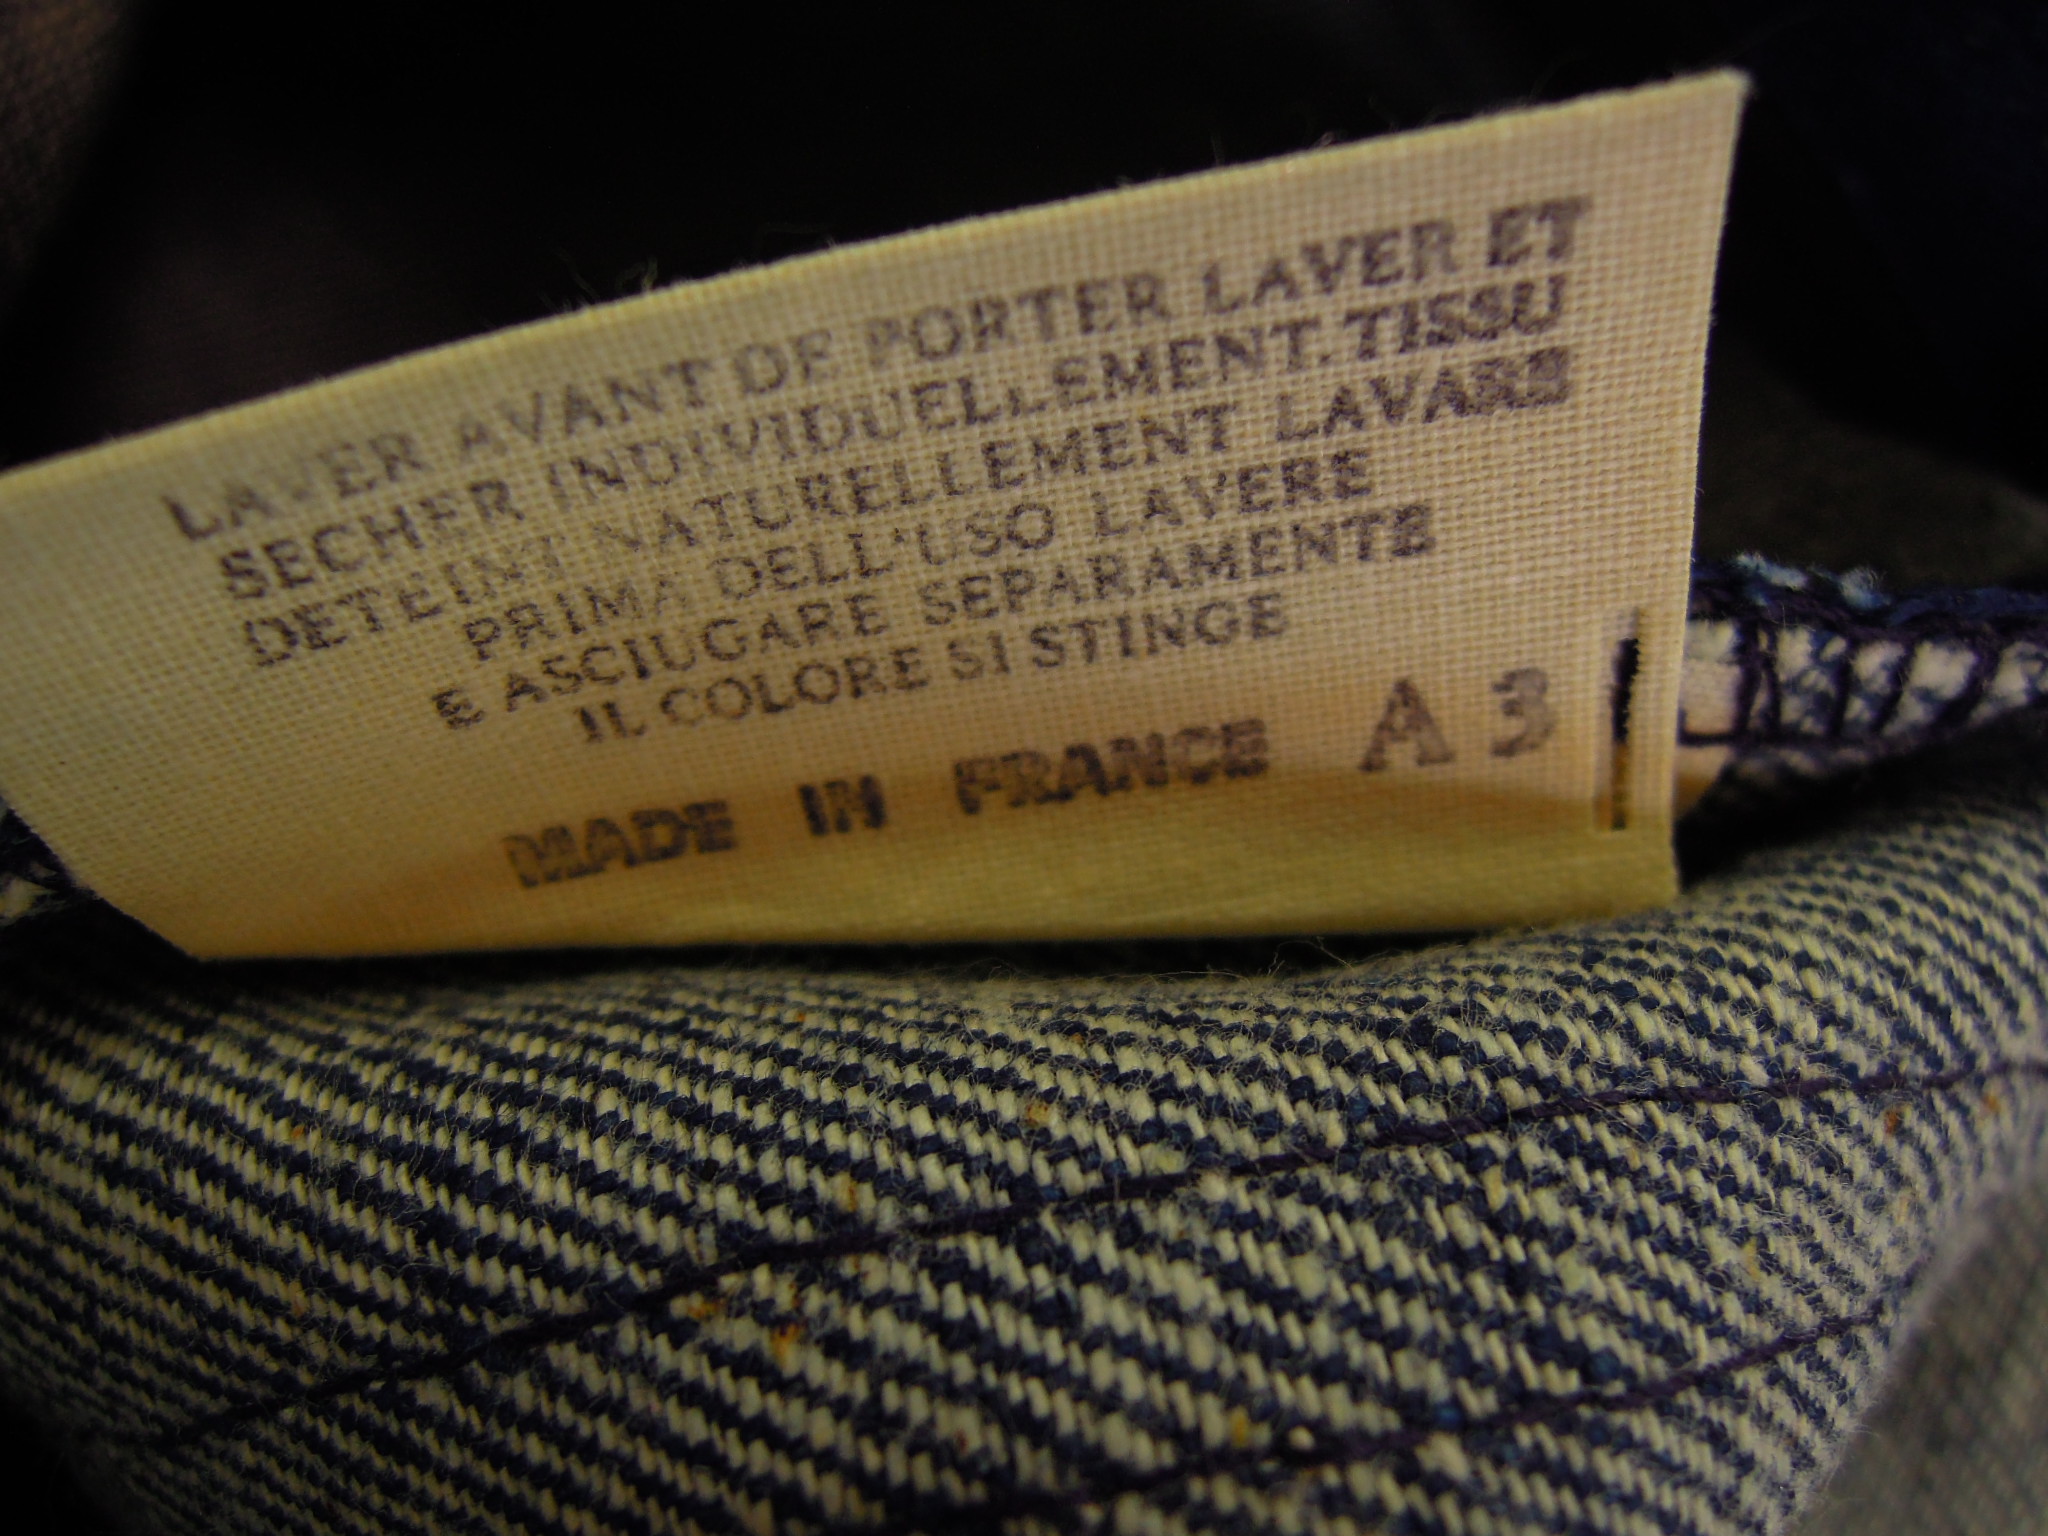 LAVER AVANT DE PORTER LAVER ET
SECHER INDIVIDUELLEMENT. TISSU
DETEINT NATURELLEMENT LAVARE
PRIMA DELL'USO LAVERE
E ASCIUGARE SEPARAMENTE
IL COLORE SI STINGE
MADE IN FRANCE A 3